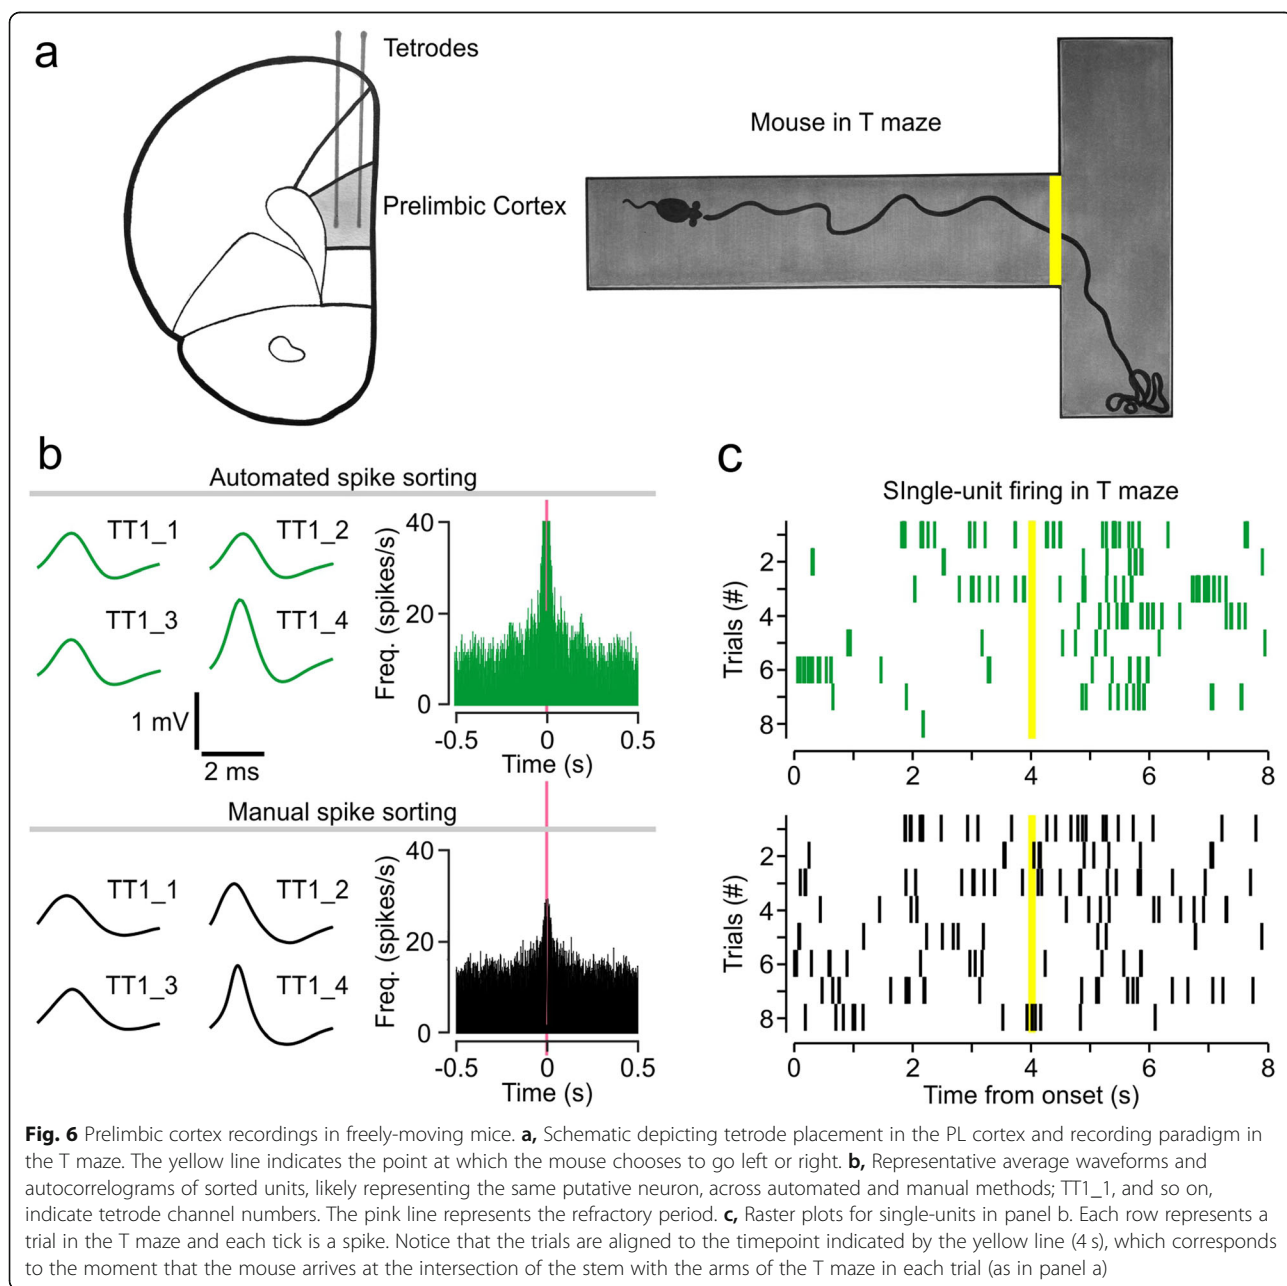 a
Tetrodes
Prelimbic Cortex
Mouse in T maze
b
Automated spike sorting
TT1_1
TT1_2
TT1_3
TT1_4
1 mV
2 ms
Freq. (spikes/s)
40
20
0
-0.5
0
0.5
Time (s)
Manual spike sorting
TT1_1
TT1_2
TT1_3
TT1_4
Freq. (spikes/s)
40
20
0
-0.5
0
0.5
Time (s)
c
SIngle-unit firing in T maze
Trials (#)
2
4
6
8
0
2
4
6
8
Trials (#)
2
4
6
8
0
2
4
6
8
Time from onset (s)
Fig. 6 Prelimbic cortex recordings in freely-moving mice. a, Schematic depicting tetrode placement in the PL cortex and recording paradigm in
the T maze. The yellow line indicates the point at which the mouse chooses to go left or right. b, Representative average waveforms and
autocorrelograms of sorted units, likely representing the same putative neuron, across automated and manual methods; TT1_1, and so on,
indicate tetrode channel numbers. The pink line represents the refractory period. c, Raster plots for single-units in panel b. Each row represents a
trial in the T maze and each tick is a spike. Notice that the trials are aligned to the timepoint indicated by the yellow line (4 s), which corresponds
to the moment that the mouse arrives at the intersection of the stem with the arms of the T maze in each trial (as in panel a)